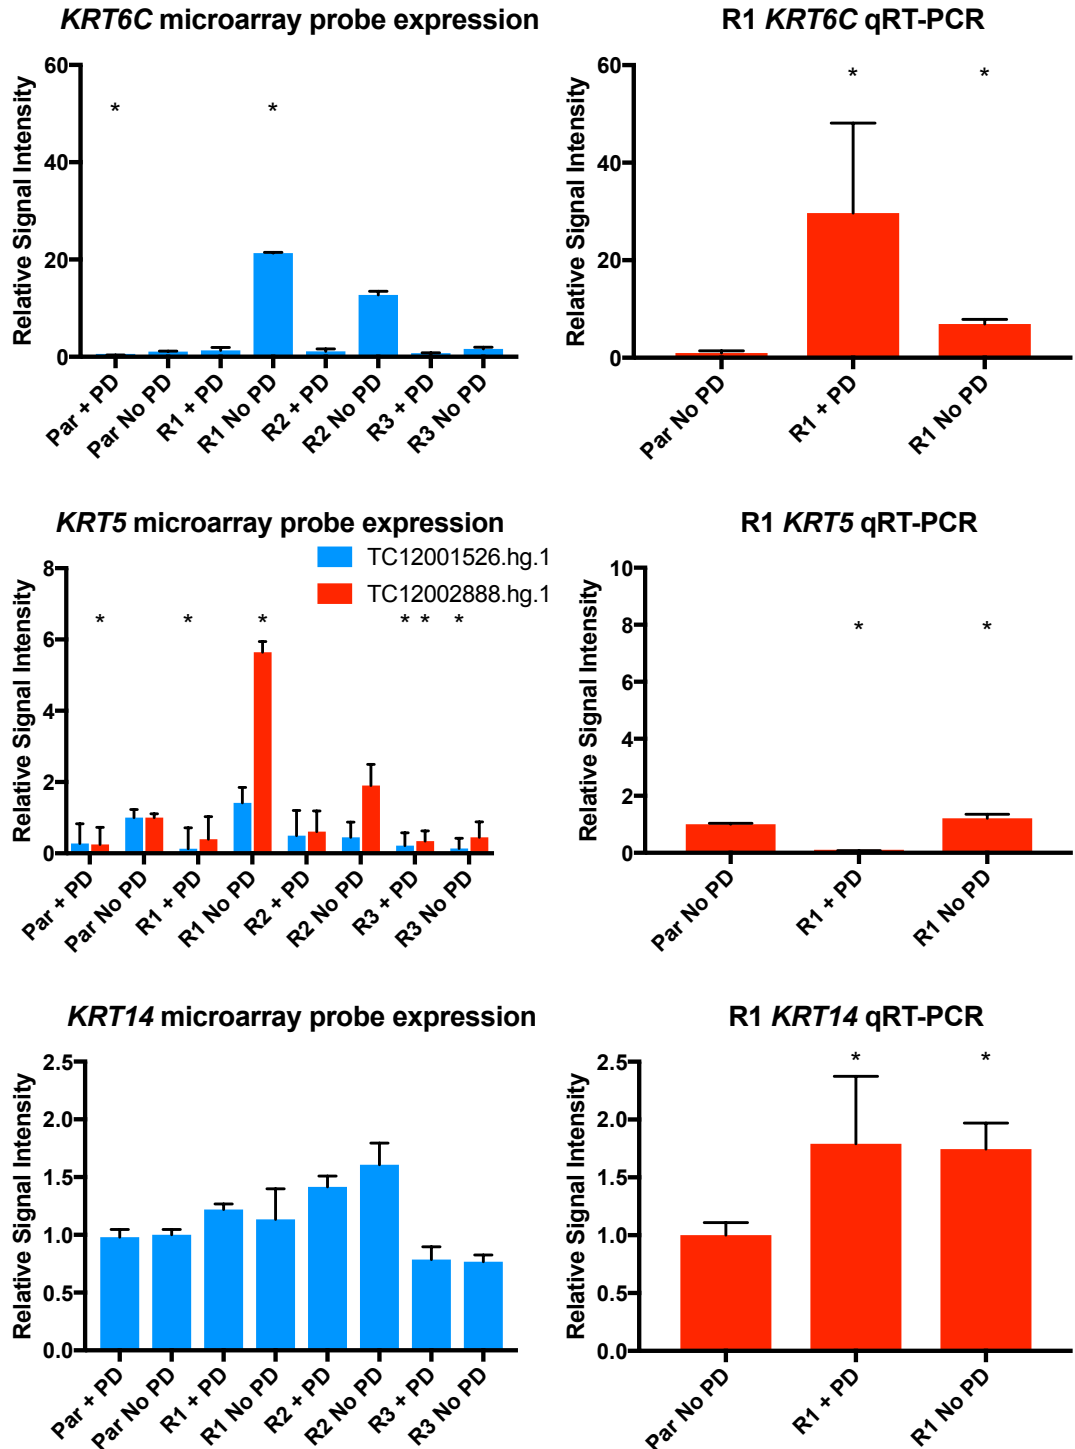 KRT6C microarray probe expression
Relative Signal Intensity
60
40
20
0
* *
Par + PD
Par No PD
R1 + PD
R1 No PD
R2 + PD
R2 No PD
R3 + PD
R3 No PD
R1 KRT6C qRT-PCR
Relative Signal Intensity
60
40
20
0
* *
Par No PD
R1 + PD
R1 No PD
KRT5 microarray probe expression
TC12001526.hg.1
TC12002888.hg.1
Relative Signal Intensity
8
6
4
2
0
* * * * * *
Par + PD
Par No PD
R1 + PD
R1 No PD
R2 + PD
R2 No PD
R3 + PD
R3 No PD
R1 KRT5 qRT-PCR
Relative Signal Intensity
10
8
6
4
2
0
* *
Par No PD
R1 + PD
R1 No PD
KRT14 microarray probe expression
Relative Signal Intensity
2.5
2.0
1.5
1.0
0.5
0.0
Par + PD
Par No PD
R1 + PD
R1 No PD
R2 + PD
R2 No PD
R3 + PD
R3 No PD
R1 KRT14 qRT-PCR
Relative Signal Intensity
2.5
2.0
1.5
1.0
0.5
0.0
* *
Par No PD
R1 + PD
R1 No PD